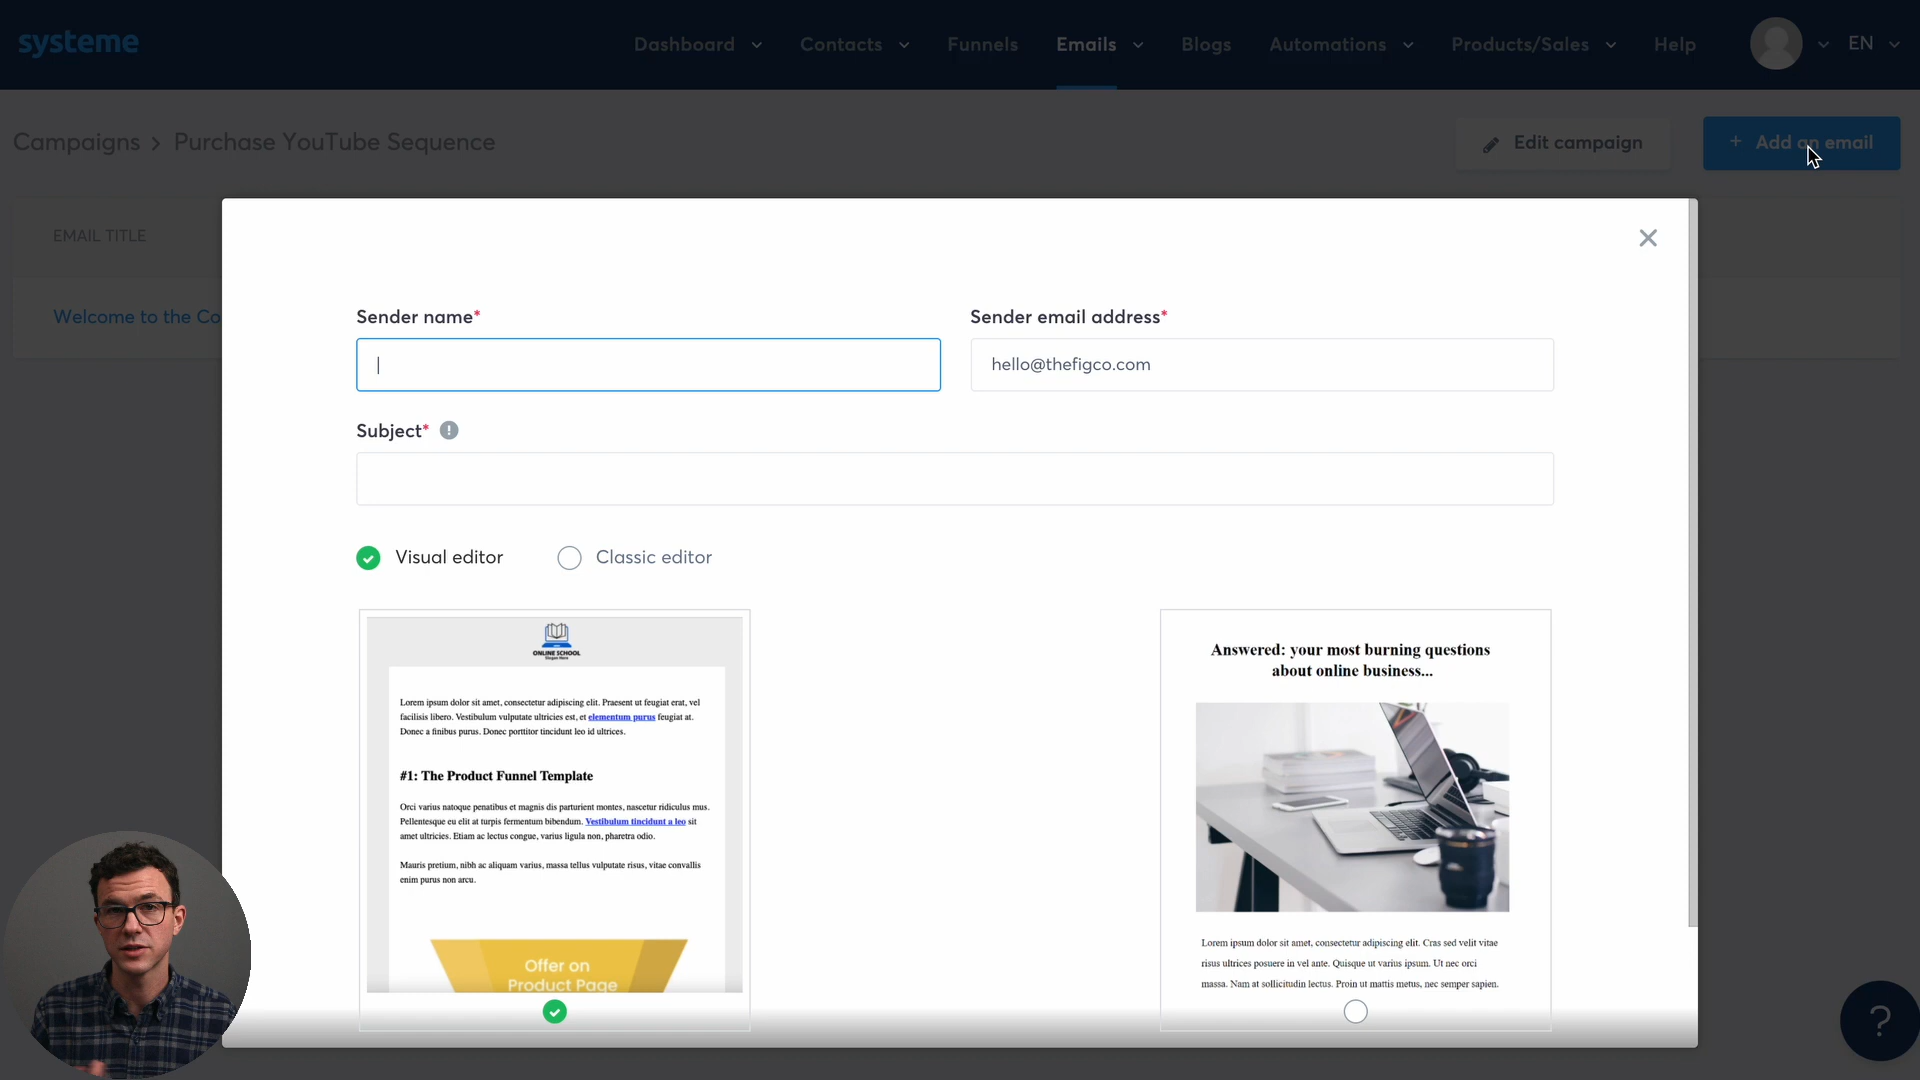 systeme
Dashboard
Contacts
Funnels
Emails
Blogs
Automations
Products/Sales
Help
EN
Campaigns > Purchase YouTube Sequence
Edit campaign
+ Add an email
EMAIL TITLE
Welcome to the Co
Sender name*
Sender email address*
hello@thefigco.com
Subject* !
Visual editor
Classic editor
ONLINE SCHOOL
Slogan Here
Lorem ipsum dolor sit amet, consectetur adipiscing elit. Praesent ut feugiat erat, vel
facilisis libero. Vestibulum vulputate ultricies est, et elementum purus feugiat at.
Donec a finibus purus. Donec porttitor tincidunt leo id ultrices.
#1: The Product Funnel Template
Orci varius natoque penatibus et magnis dis parturient montes, nascetur ridiculus mus.
Pellentesque eu elit at turpis fermentum bibendum. Vestibulum tincidunt a leo sit
amet ultricies. Etiam ac lectus congue, varius ligula non, pharetra odio.
Mauris pretium, nibh ac aliquam varius, massa tellus vulputate risus, vitae convallis
enim purus non arcu.
Offer on
Product Page
Answered: your most burning questions
about online business...
Lorem ipsum dolor sit amet, consectetur adipiscing elit. Cras sed velit vitae
risus ultrices posuere in vel ante. Quisque ut varius ipsum. Ut nec orci
massa. Nam at sollicitudin lectus. Proin ut mattis metus, nec semper sapien.
?